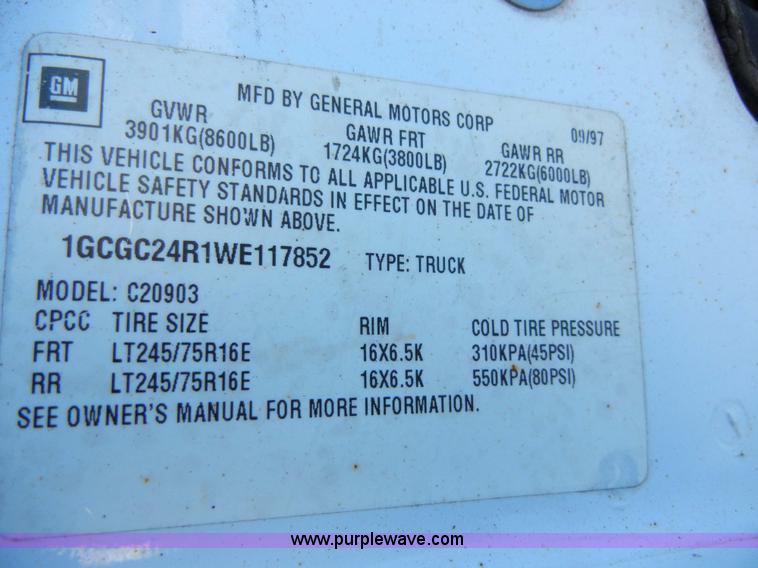 GM
MFD BY GENERAL MOTORS CORP 09/97
GVWR GAWR FRT GAWR RR
3901KG(8600LB) 1724KG(3800LB) 2722KG(6000LB)
THIS VEHICLE CONFORMS TO ALL APPLICABLE U.S. FEDERAL MOTOR
VEHICLE SAFETY STANDARDS IN EFFECT ON THE DATE OF
MANUFACTURE SHOWN ABOVE.
1GCGC24R1WE117852 TYPE: TRUCK
MODEL: C20903
CPCC TIRE SIZE RIM COLD TIRE PRESSURE
FRT LT245/75R16E 16X6.5K 310KPA(45PSI)
RR LT245/75R16E 16X6.5K 550KPA(80PSI)
SEE OWNER'S MANUAL FOR MORE INFORMATION.
www.purplewave.com